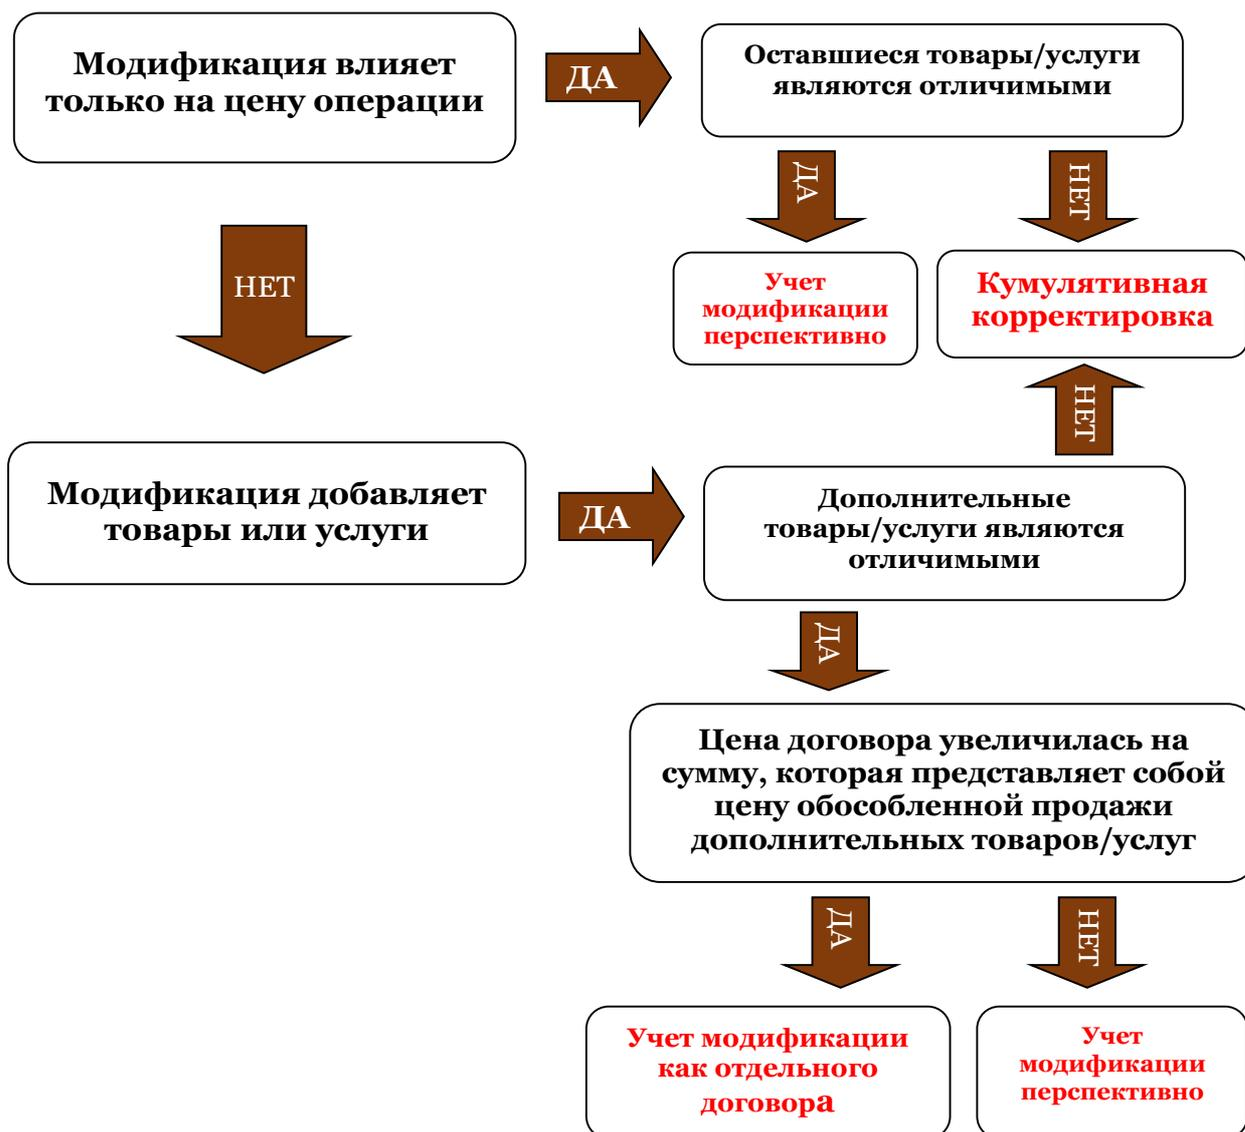 Модификация влияет
только на цену операции
ДА
Оставшиеся товары/услуги
являются отличимыми
НЕТ
ДА
НЕТ
Учет
модификации
перспективно
Кумулятивная
корректировка
НЕТ
Модификация добавляет
товары или услуги
ДА
Дополнительные
товары/услуги являются
отличимыми
ДА
Цена договора увеличилась на
сумму, которая представляет собой
цену обособленной продажи
дополнительных товаров/услуг
ДА
НЕТ
Учет модификации
как отдельного
договора
Учет
модификации
перспективно